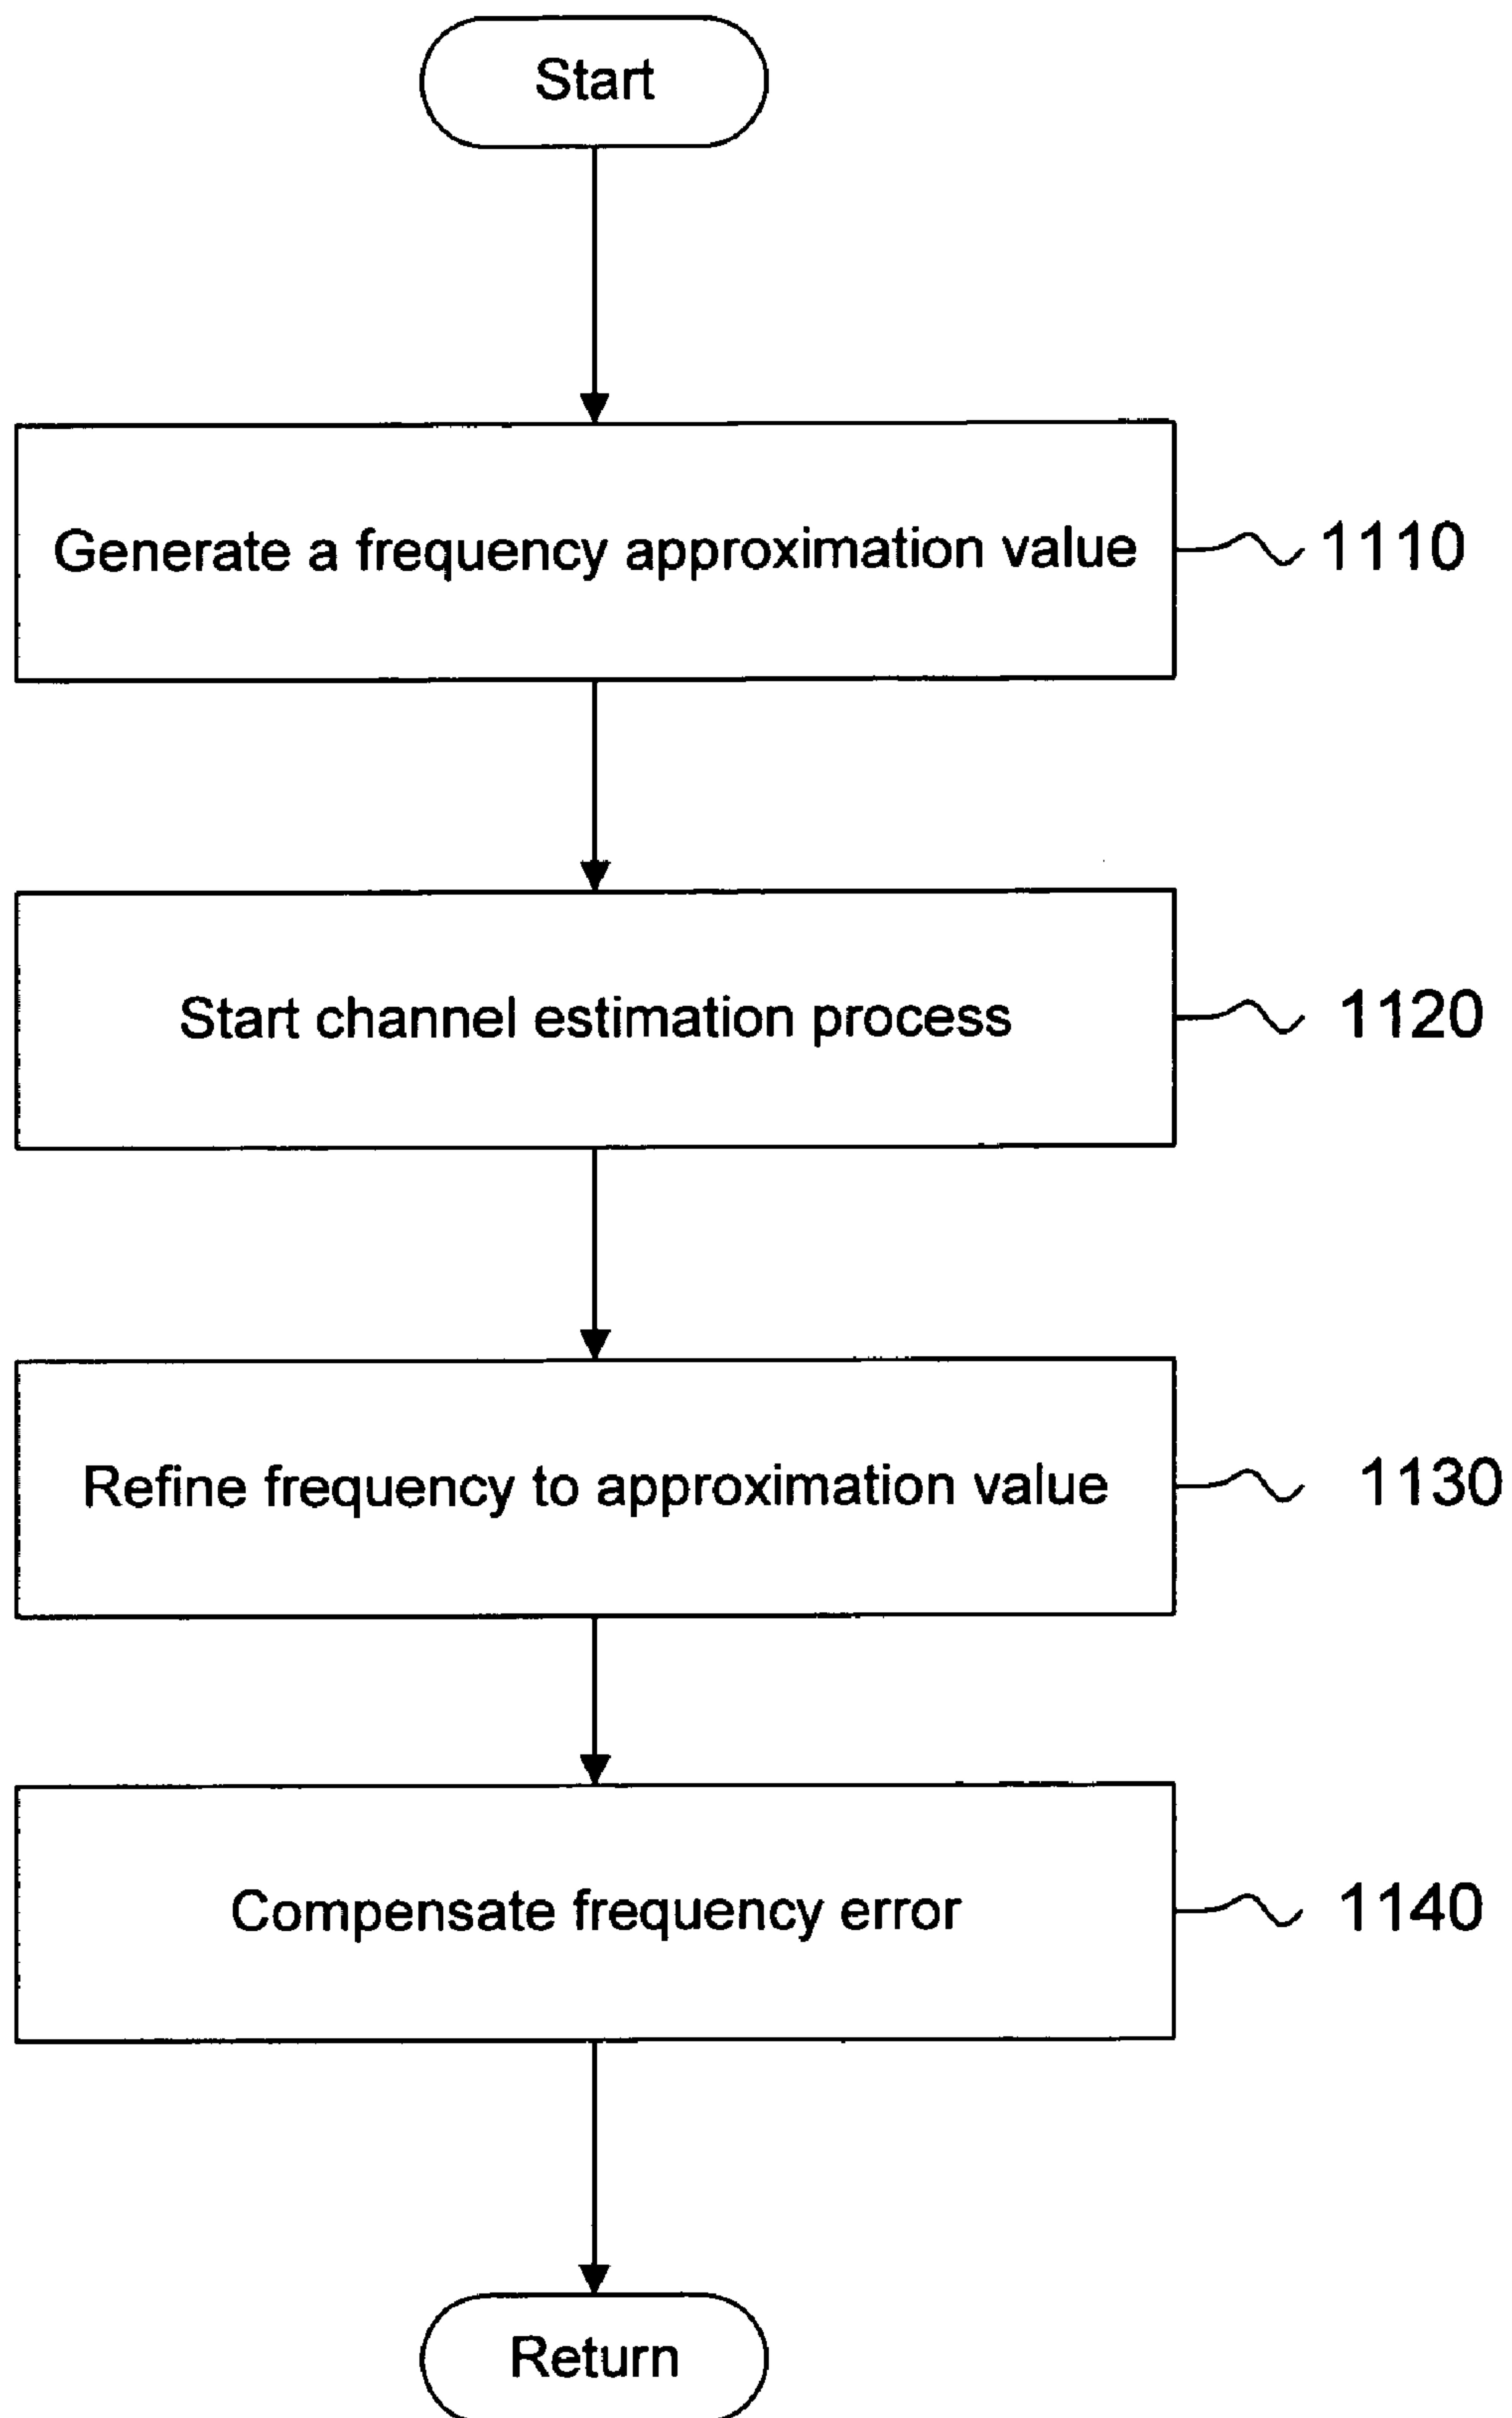 Start
Generate a frequency approximation value
1110
Start channel estimation process
1120
Refine frequency to approximation value
1130
Compensate frequency error
1140
Return